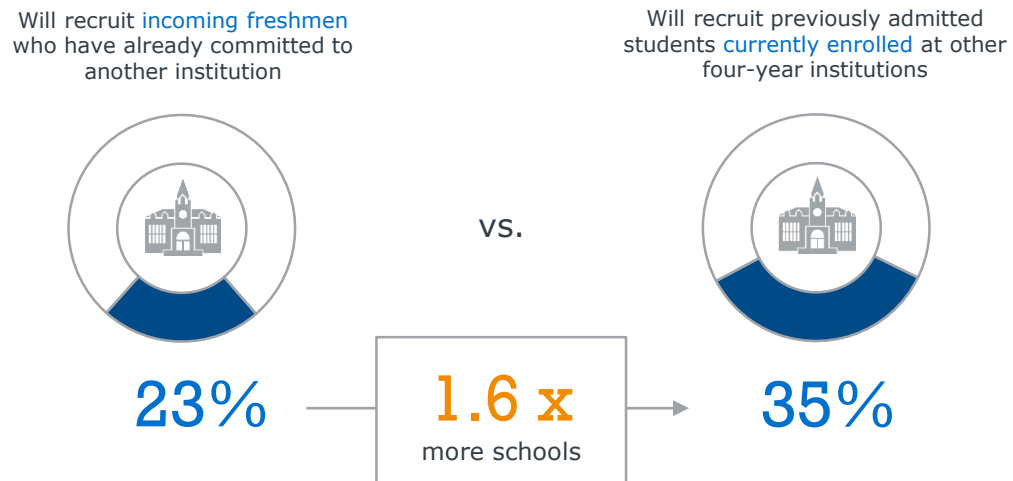 Will recruit incoming freshmen
who have already committed to
another institution
Will recruit previously admitted
students currently enrolled at other
four-year institutions
vs.
23%
1.6 x
more schools
35%